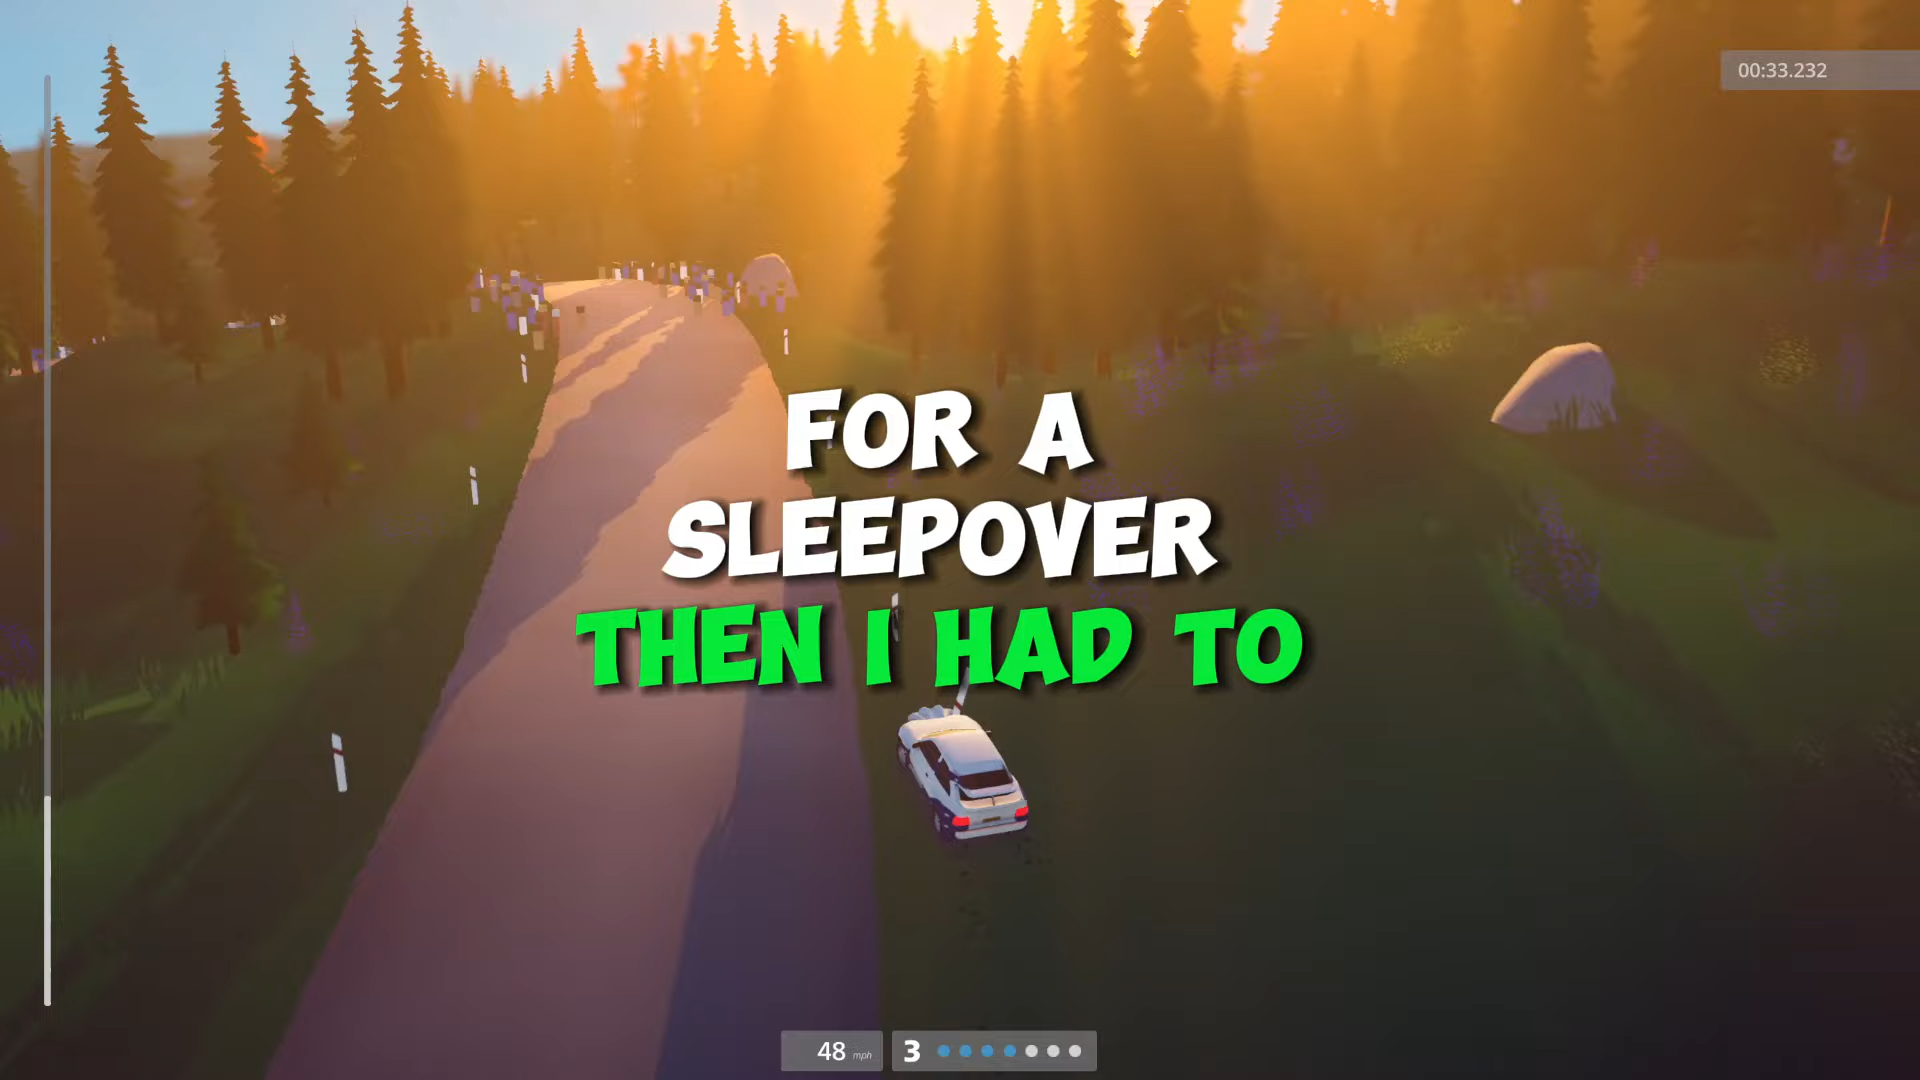 00:33.232
FOR A
SLEEPOVER
THEN I HAD TO
48 mph 3